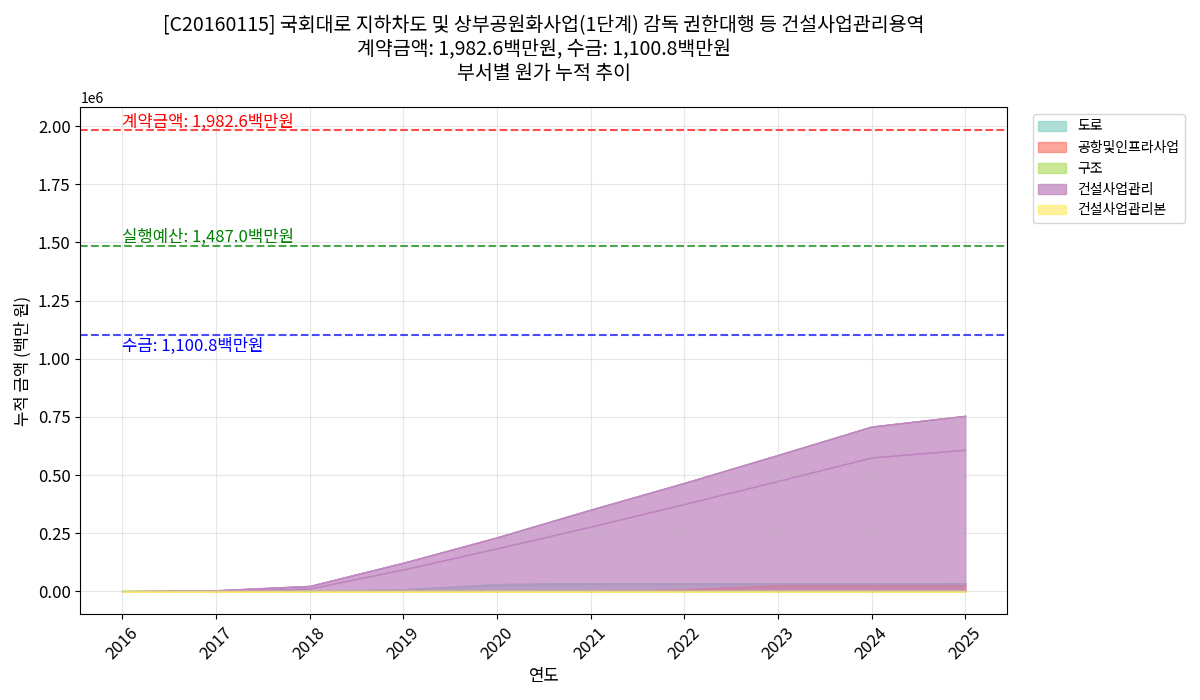 [C20160115] 국회대로 지하차도 및 상부공원화사업(1단계) 감독 권한대행 등 건설사업관리용역
계약금액: 1,982.6백만원, 수금: 1,100.8백만원
부서별 원가 누적 추이
1e6
2.00
1.75
1.50
1.25
1.00
0.75
0.50
0.25
0.00
누적 금액 (백만 원)
계약금액: 1,982.6백만원
실행예산: 1,487.0백만원
수금: 1,100.8백만원
2016
2017
2018
2019
2020
2021
2022
2023
2024
2025
연도
도로
공항및인프라사업
구조
건설사업관리
건설사업관리본